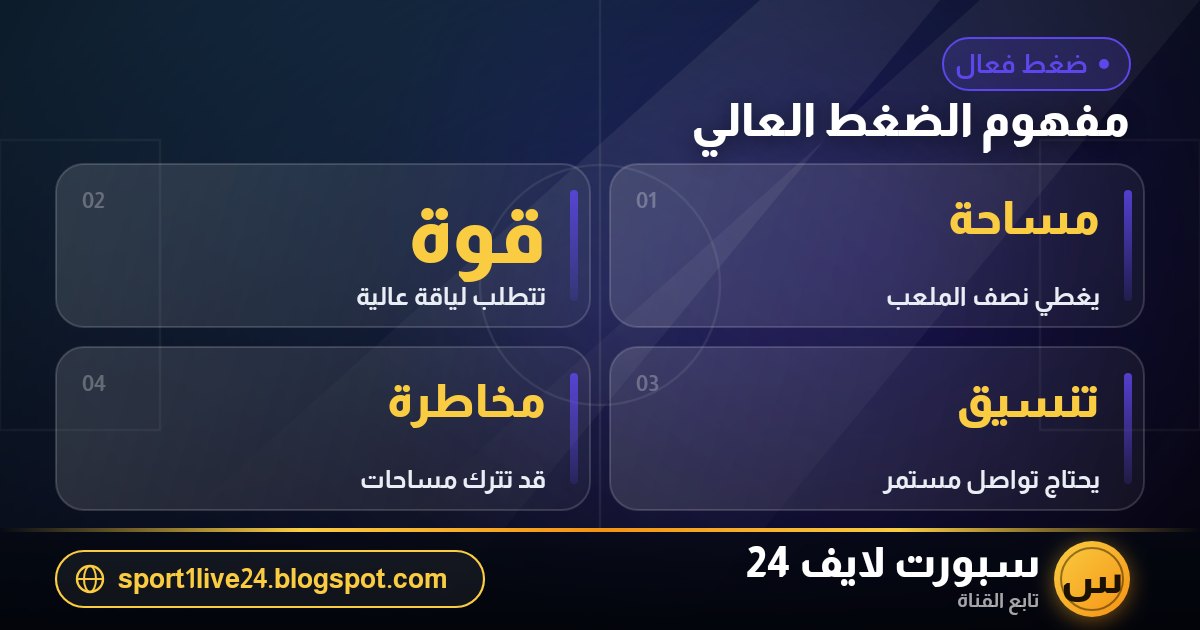 • ضغط فعال
مفهوم الضغط العالي
01
مساحة
يغطي نصف الملعب
02
قوة
تتطلب لياقة عالية
03
تنسيق
يحتاج تواصل مستمر
04
مخاطرة
قد تترك مساحات
س
سبورت لايف 24
تابع القناة
sport1live24.blogspot.com